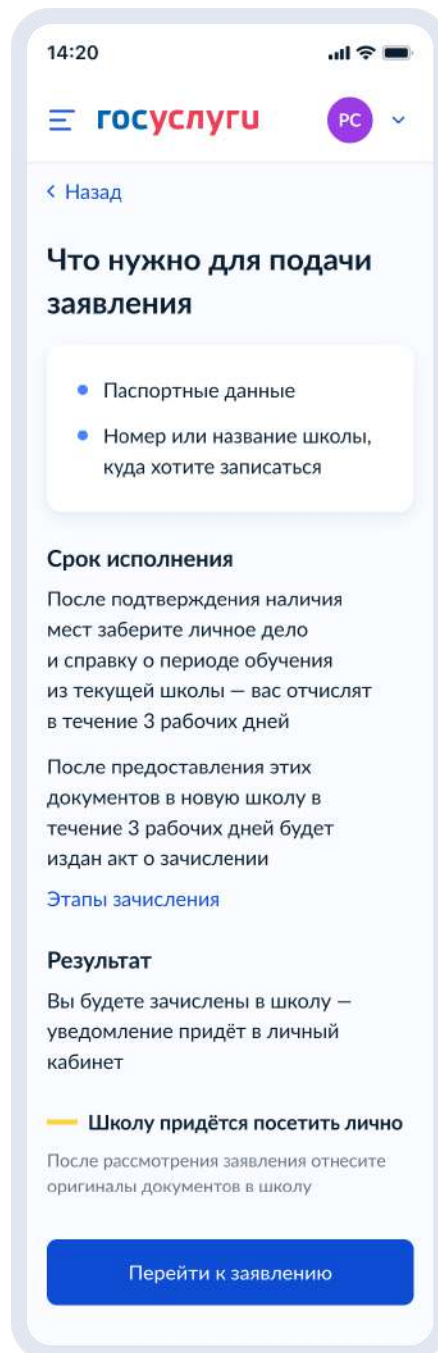 14:20
госуслуги
РС
Назад
Что нужно для подачи
заявления
Паспортные данные
Номер или название школы,
куда хотите записаться
Срок исполнения
После подтверждения наличия
мест заберите личное дело
и справку о периоде обучения
из текущей школы — вас отчислят
в течение 3 рабочих дней
После предоставления этих
документов в новую школу в
течение 3 рабочих дней будет
издан акт о зачислении
Этапы зачисления
Результат
Вы будете зачислены в школу —
уведомление придёт в личный
кабинет
Школу придётся посетить лично
После рассмотрения заявления отнесите
оригиналы документов в школу
Перейти к заявлению